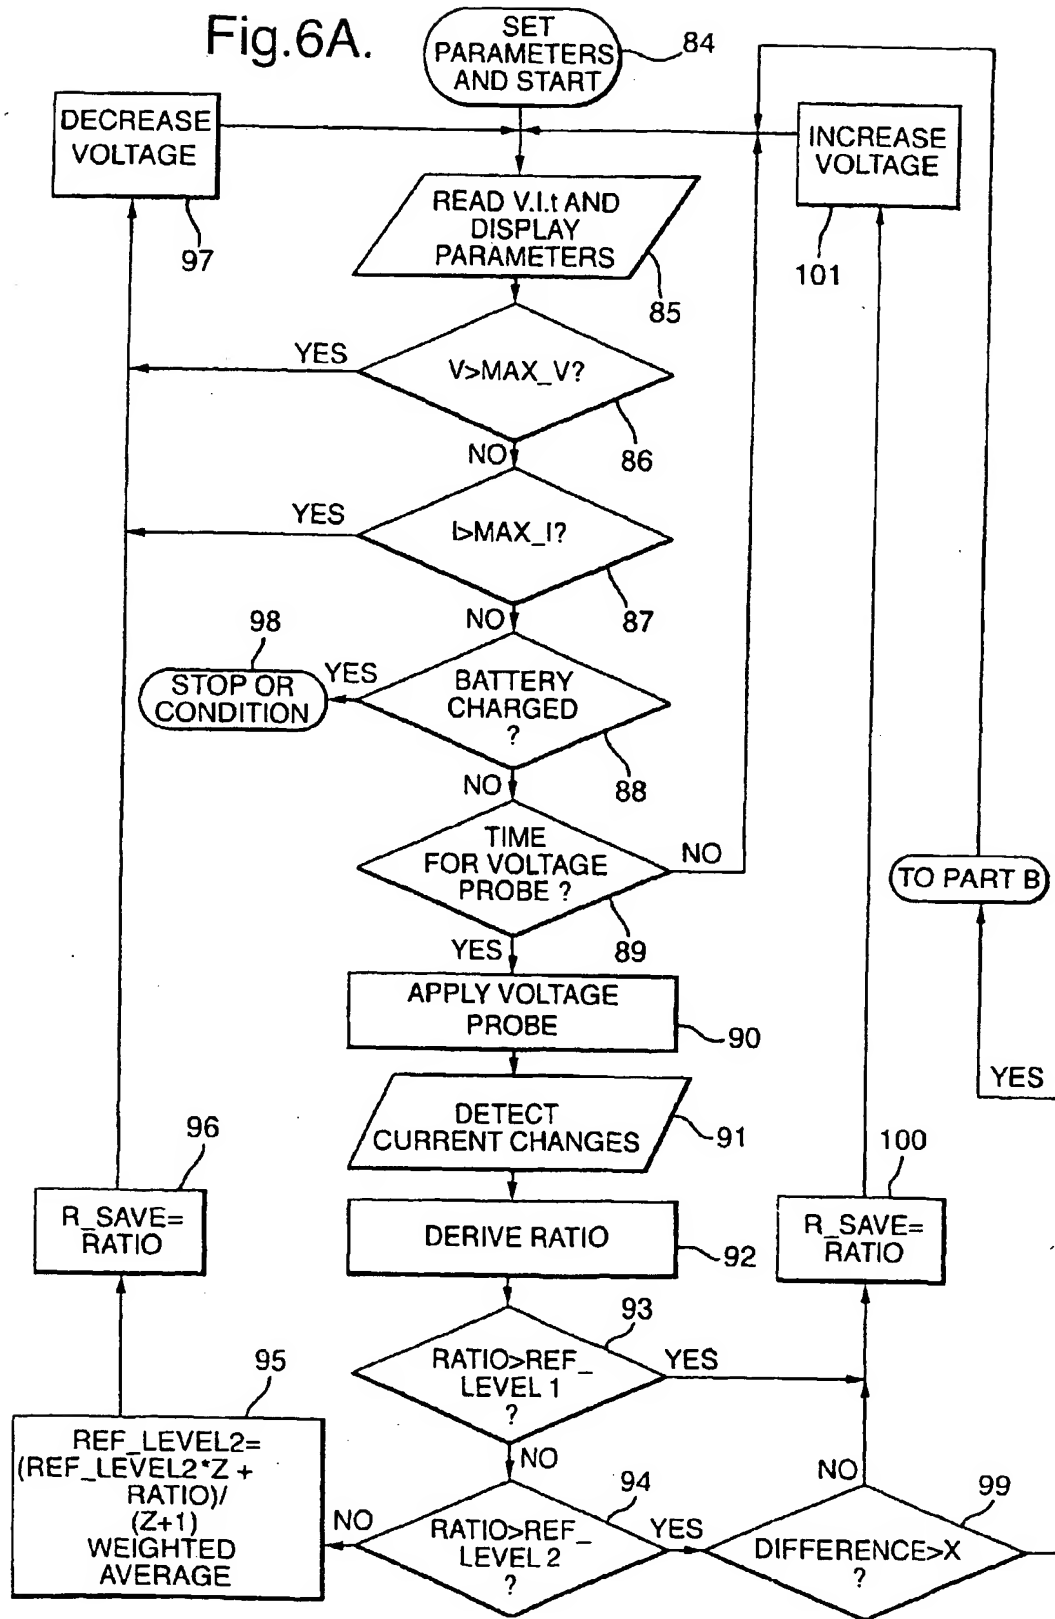 Fig.6A.
SET
PARAMETERS
AND START
84
DECREASE
VOLTAGE
97
INCREASE
VOLTAGE
101
READ V.I.t AND
DISPLAY
PARAMETERS
85
YES
V>MAX_V?
86
NO
YES
I>MAX_I?
87
NO
98
YES
STOP OR
CONDITION
BATTERY
CHARGED
?
88
NO
TIME
FOR VOLTAGE
PROBE ?
NO
89
YES
TO PART B
APPLY VOLTAGE
PROBE
90
YES
DETECT
CURRENT CHANGES
91
96
R_SAVE=
RATIO
100
R_SAVE=
RATIO
DERIVE RATIO
92
93
RATIO>REF_
LEVEL 1
?
YES
NO
95
REF_LEVEL2=
(REF_LEVEL2*Z +
RATIO)/
(Z+1)
WEIGHTED
AVERAGE
NO
94
RATIO>REF_
LEVEL 2
?
YES
NO
99
DIFFERENCE>X
?